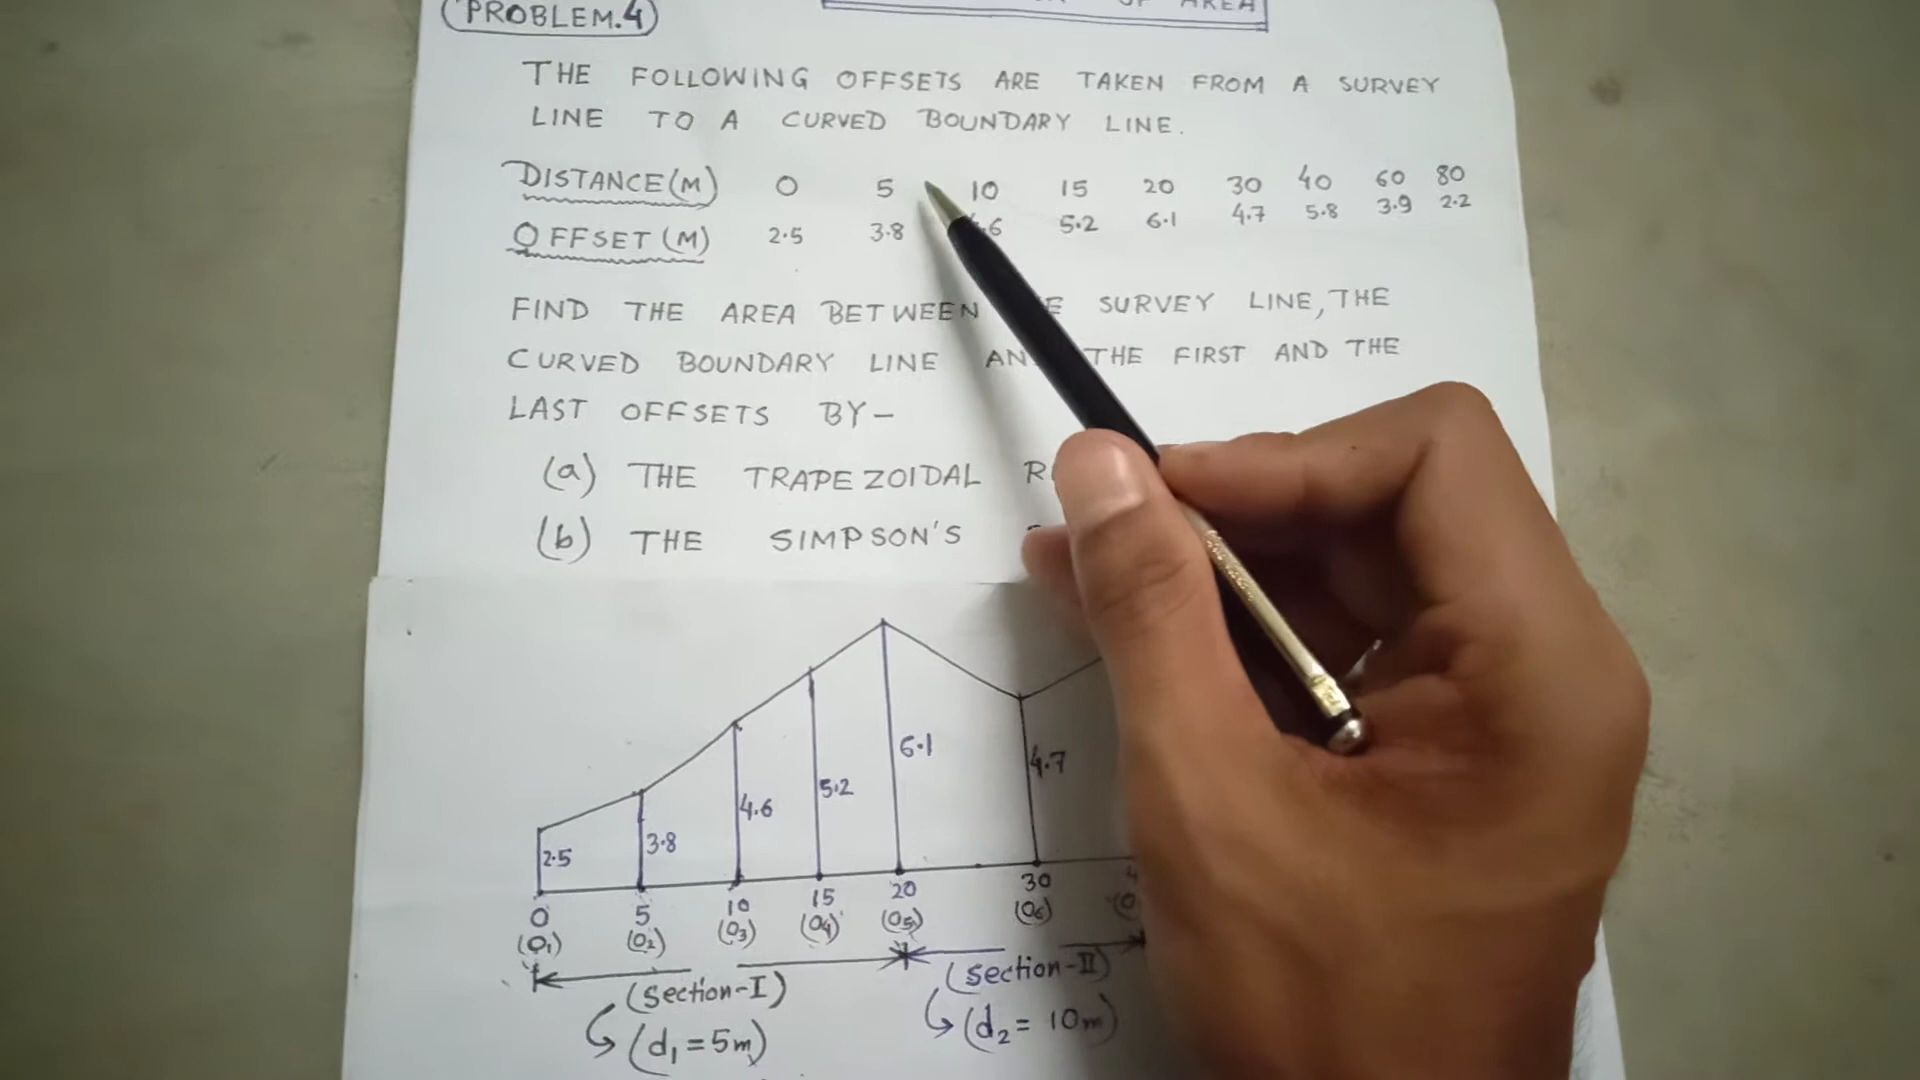 PROBLEM.4
OF AREA
THE FOLLOWING OFFSETS ARE TAKEN FROM A SURVEY
LINE TO A CURVED BOUNDARY LINE.
DISTANCE(M) 0 5 10 15 20 30 40 60 80
OFFSET (M) 2.5 3.8 .6 5.2 6.1 4.7 5.8 3.9 2.2
FIND THE AREA BETWEEN SURVEY LINE, THE
CURVED BOUNDARY LINE THE FIRST AND THE
LAST OFFSETS BY-
(a) THE TRAPEZOIDAL
(b) THE SIMPSON'S
2.5 3.8 4.6 5.2 6.1 4.7
0 5 10 15 20 30
(O1) (O2) (O3) (O4) (O5) (O6)
(section-I) (section-II)
(d1=5m) (d2= 10m)